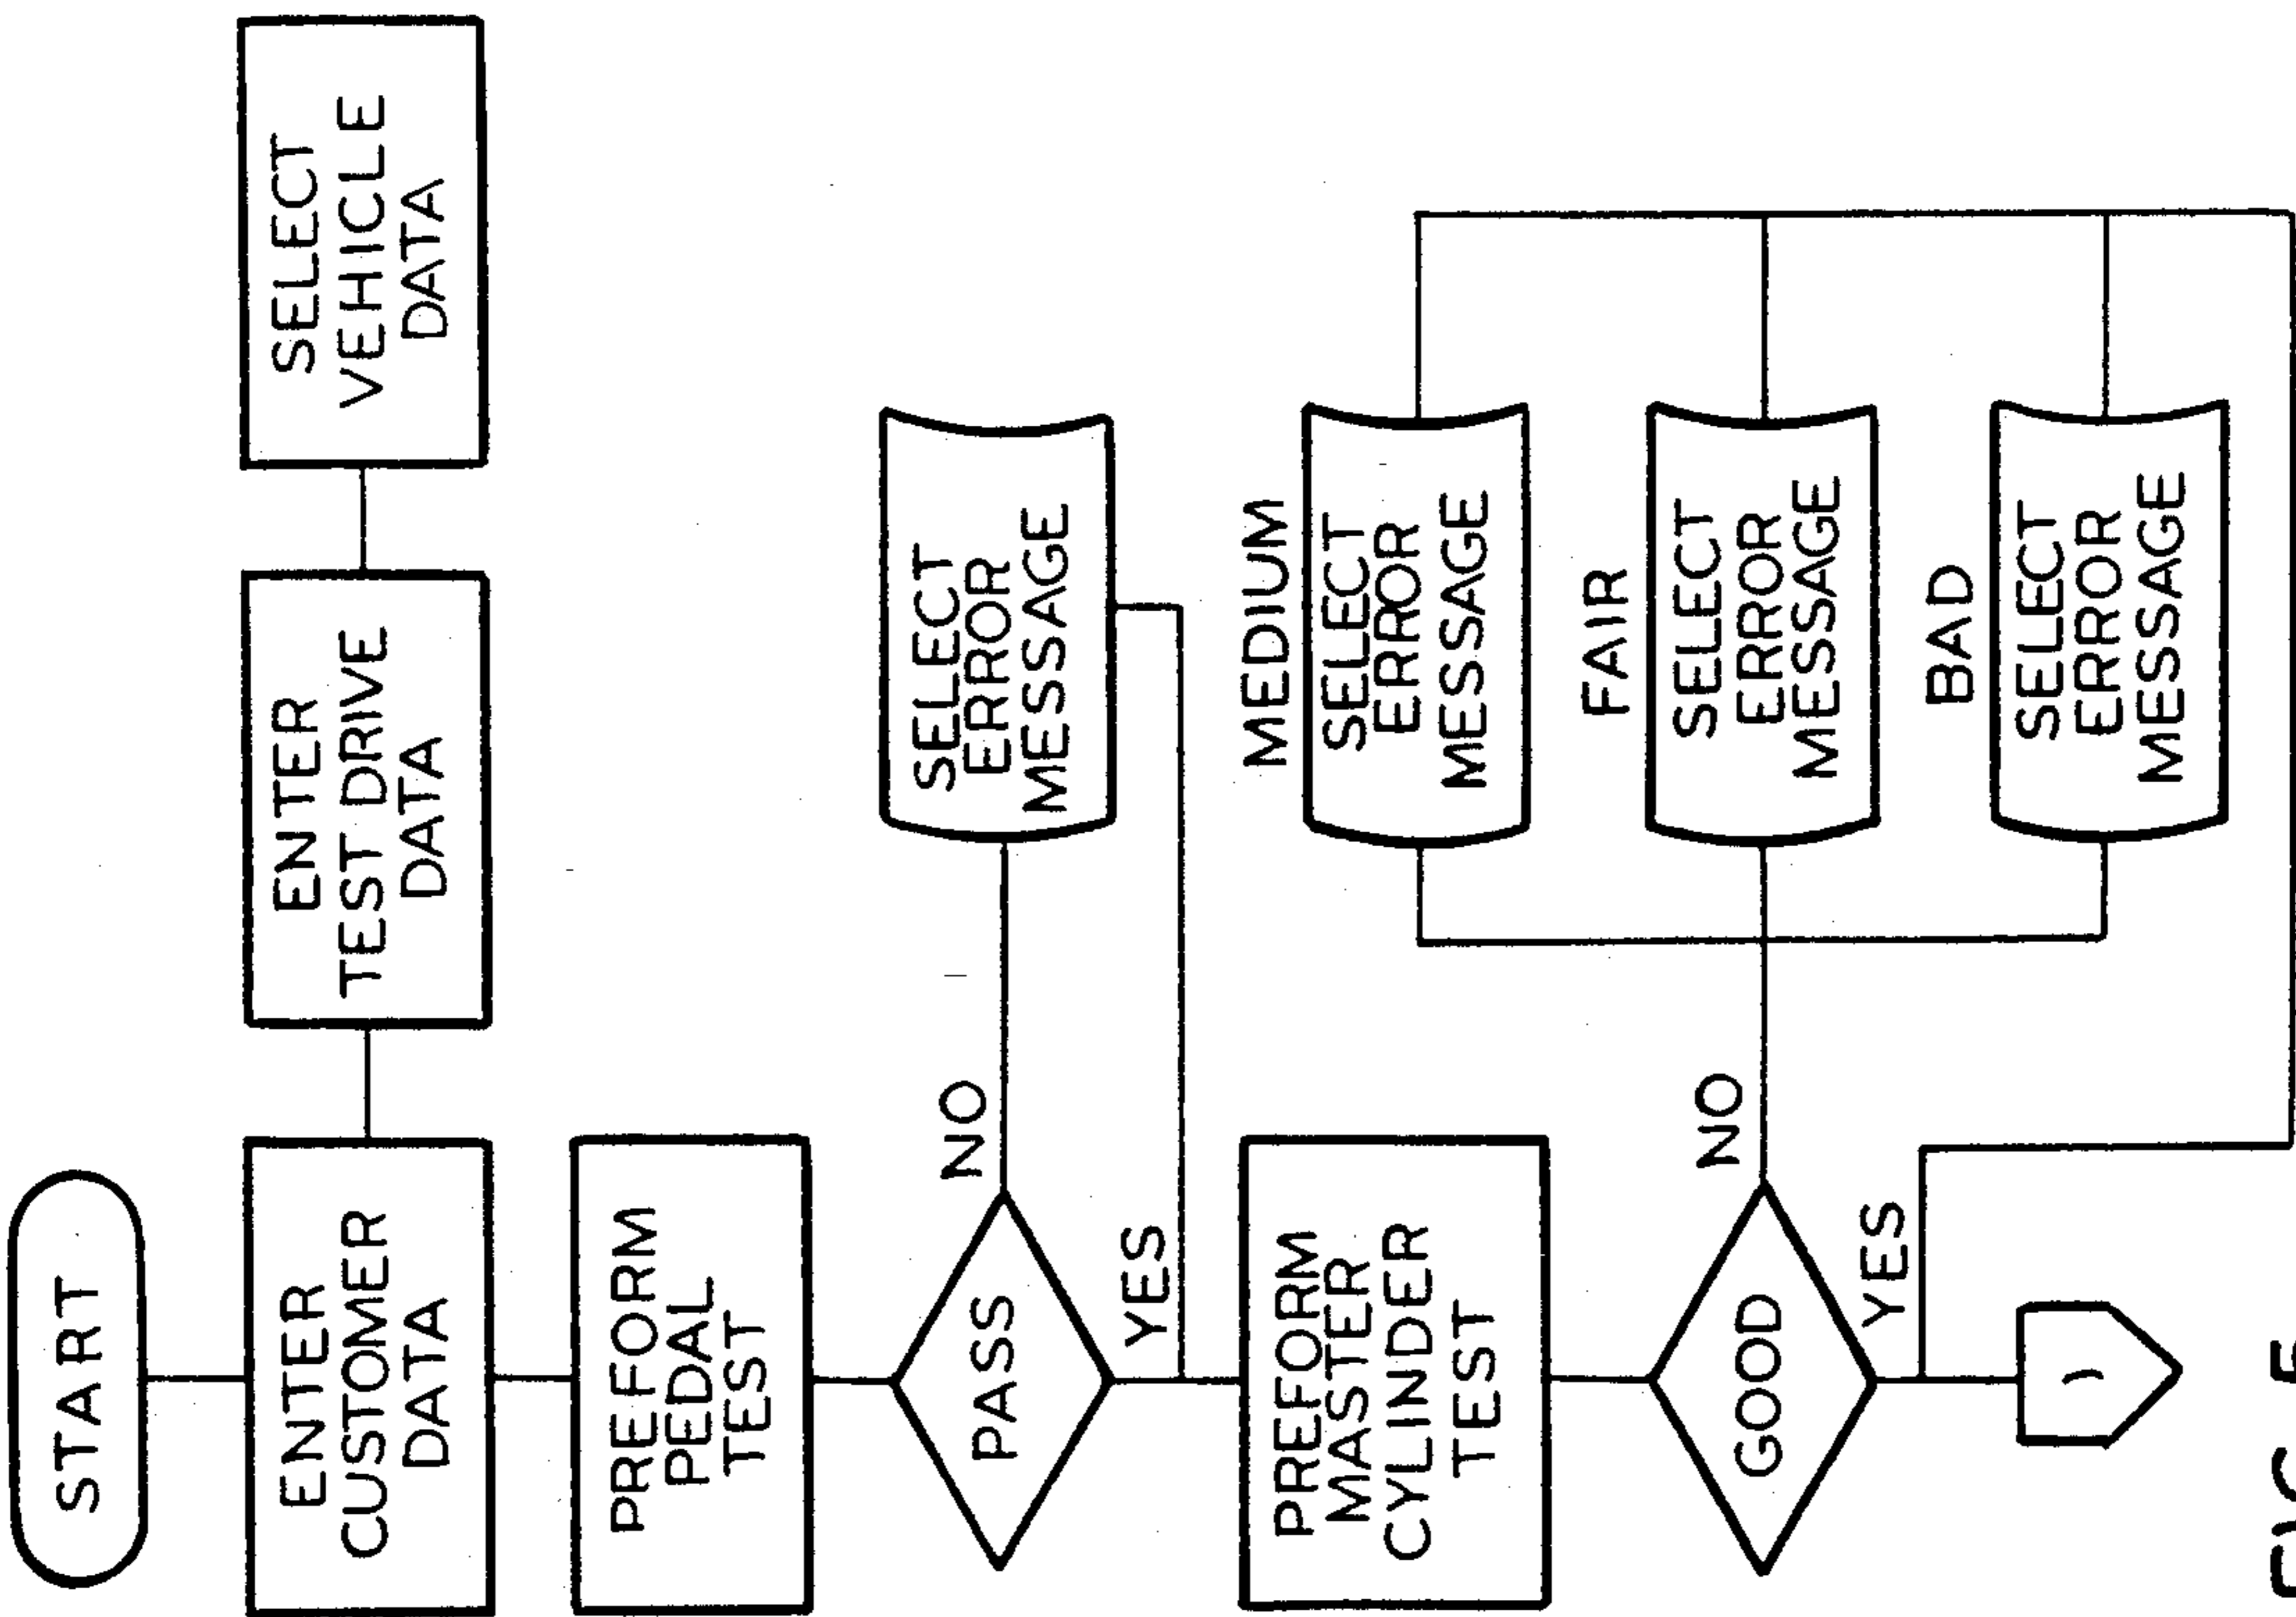 START
ENTER
CUSTOMER
DATA
ENTER
TEST DRIVE
DATA
SELECT
VEHICLE
DATA
PREFORM
PEDAL
TEST
PASS
NO
YES
SELECT
ERROR
MESSAGE
PREFORM
MASTER
CYLINDER
TEST
GOOD
NO
YES
MEDIUM
SELECT
ERROR
MESSAGE
FAIR
SELECT
ERROR
MESSAGE
BAD
SELECT
ERROR
MESSAGE